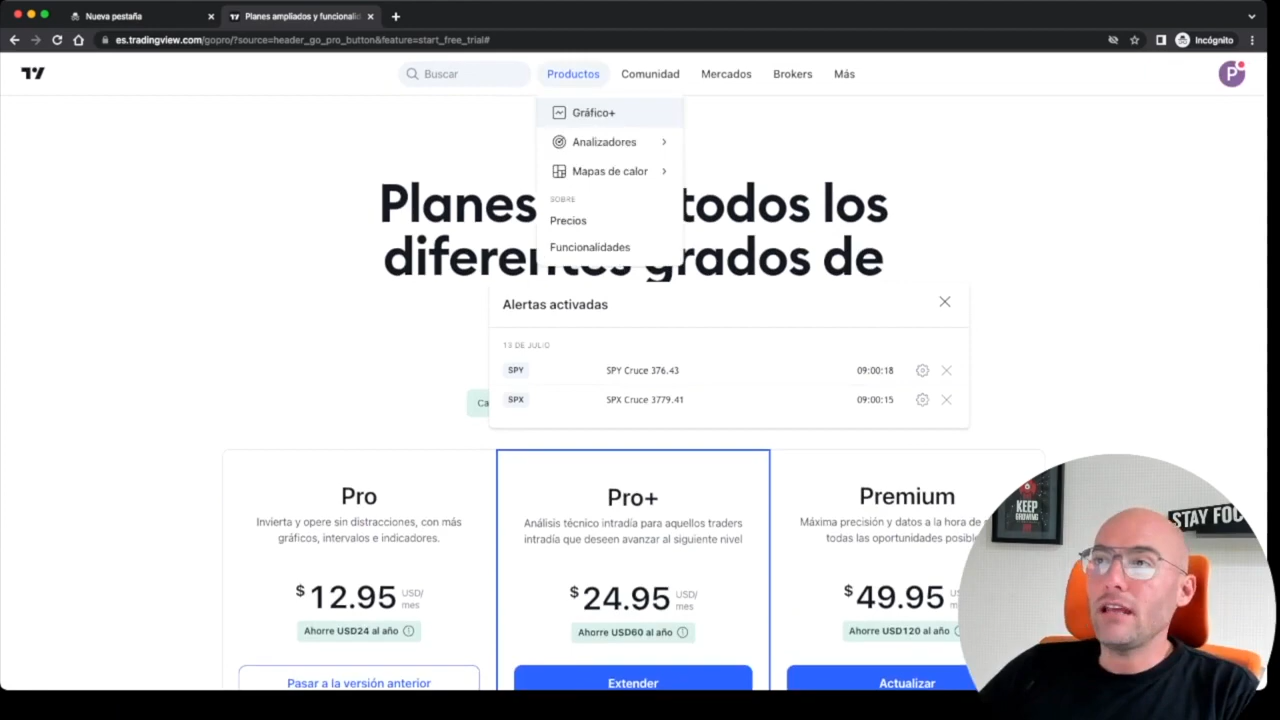 Nueva pestaña
Planes ampliados y funcionalid
es.tradingview.com/gopro/?source=header_go_pro_button&feature=start_free_trial#
Incógnito
Buscar
Productos
Comunidad
Mercados
Brokers
Más
P
Gráfico+
Analizadores
Mapas de calor
SOBRE
Precios
Funcionalidades
Planes todos los
diferentes grados de
Alertas activadas
13 DE JULIO
SPY SPY Cruce 376.43 09:00:18
SPX SPX Cruce 3779.41 09:00:15
Ca
Pro
Invierta y opere sin distracciones, con más
gráficos, intervalos e indicadores.
$12.95 USD/
mes
Ahorre USD24 al año
Pasar a la versión anterior
Pro+
Análisis técnico intradía para aquellos traders
intradía que deseen avanzar al siguiente nivel
$24.95 USD/
mes
Ahorre USD60 al año
Extender
Premium
Máxima precisión y datos a la hora de
todas las oportunidades posibl
$49.95
Ahorre USD120 al año
Actualizar
KEEP
GROWING
STAY FOC